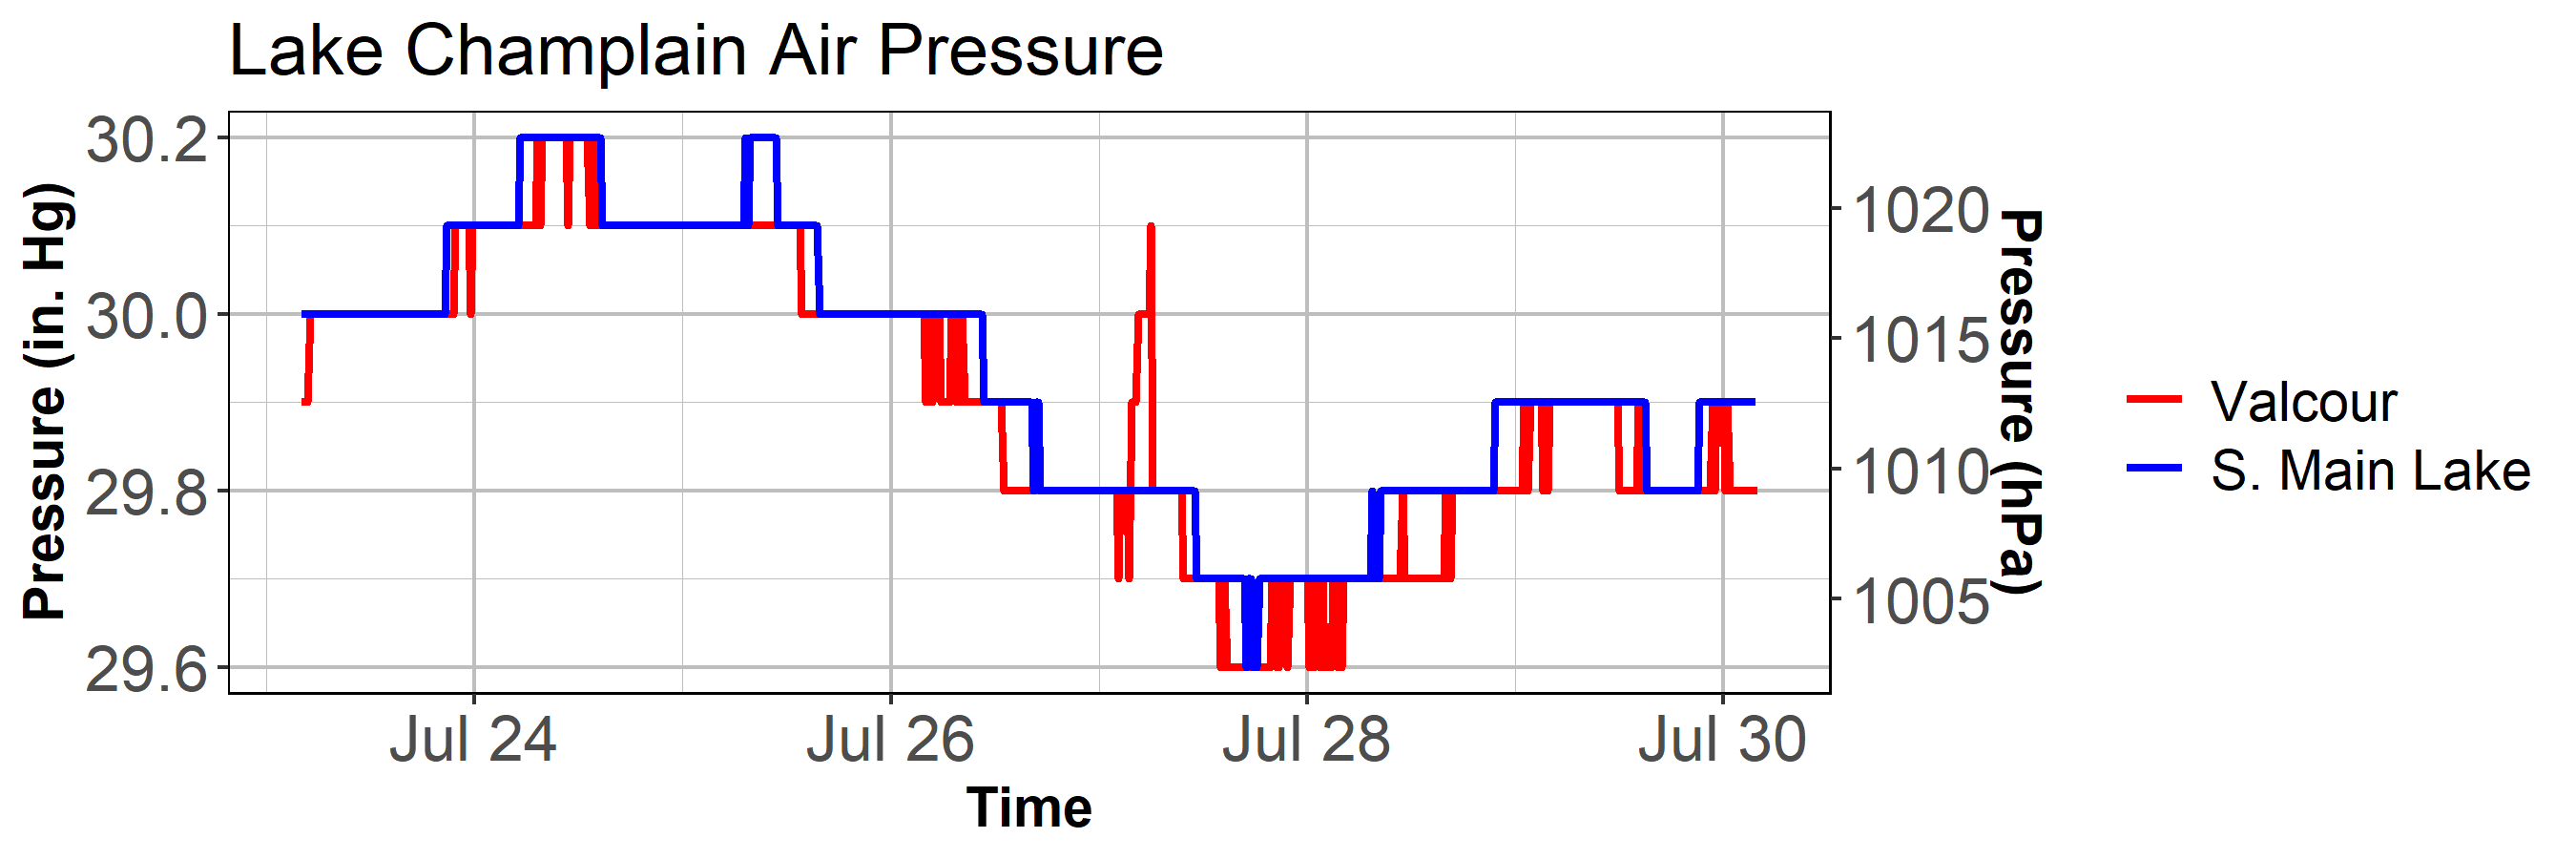 Lake Champlain Air Pressure
30.2
30.0
29.8
29.6
Pressure (in. Hg)
1020
1015
1010
1005
Pressure (hPa)
Jul 24
Jul 26
Jul 28
Jul 30
Time
Valcour
S. Main Lake